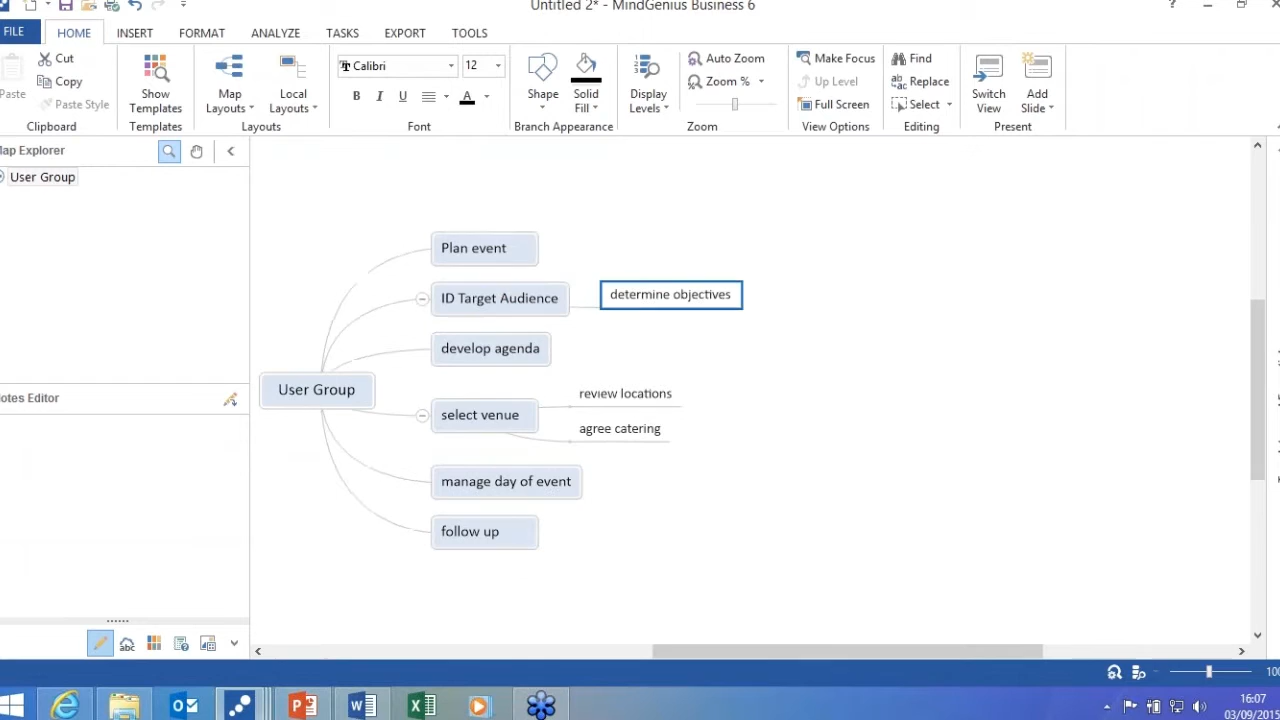 Untitled 2* - MindGenius Business 6
FILE HOME INSERT FORMAT ANALYZE TASKS EXPORT TOOLS
Paste Cut Copy Paste Style
Clipboard
Show Templates
Templates
Map Layouts Local Layouts
Layouts
Calibri 12
B I U A
Font
Shape Solid Fill
Branch Appearance
Display Levels Auto Zoom Zoom %
Zoom
Make Focus Up Level Full Screen
View Options
Find Replace Select
Editing
Switch View Add Slide
Present
Map Explorer
User Group
Notes Editor
Plan event
ID Target Audience
determine objectives
develop agenda
User Group
select venue
review locations
agree catering
manage day of event
follow up
100
16:07
03/09/2015